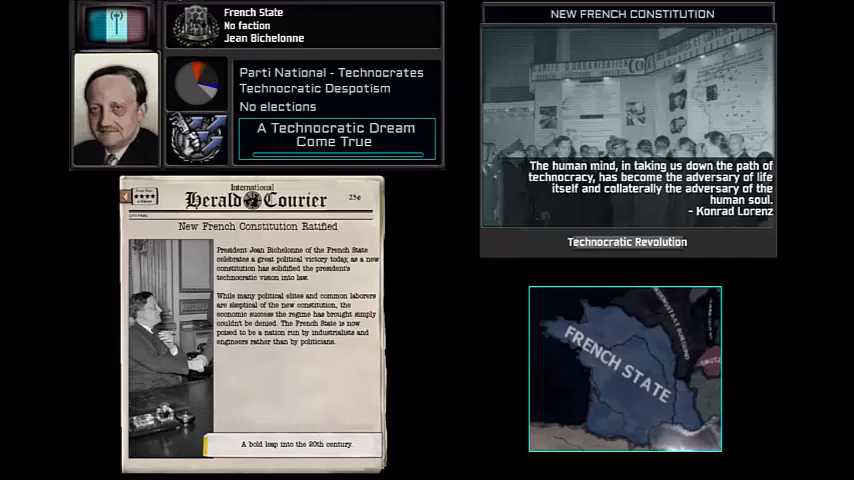 French State
No faction
Jean Bichelonne
Parti National - Technocrates
Technocratic Despotism
No elections
A Technocratic Dream
Come True
NEW FRENCH CONSTITUTION
The human mind, in taking us down the path of
technocracy, has become the adversary of life
itself and collaterally the adversary of the
human soul.
- Konrad Lorenz
Technocratic Revolution
International
Herald Courier
25¢
New French Constitution Ratified
President Jean Bichelonne of the French State
celebrates a great political victory today, as a new
constitution has solidified the president's
technocratic vision into law.
While many political elites and common laborers
are skeptical of the new constitution, the
economic success the regime has brought simply
couldn't be denied. The French State is now
poised to be a nation run by industrialists and
engineers rather than by politicians.
A bold leap into the 20th century.
FRENCH STATE